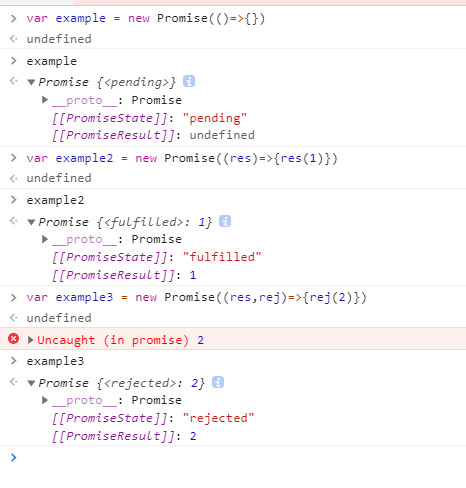 var example = new Promise(()=>{})
undefined
example
Promise {<pending>} i
__proto__: Promise
[[PromiseState]]: "pending"
[[PromiseResult]]: undefined
var example2 = new Promise((res)=>{res(1)})
undefined
example2
Promise {<fulfilled>: 1} i
__proto__: Promise
[[PromiseState]]: "fulfilled"
[[PromiseResult]]: 1
var example3 = new Promise((res,rej)=>{rej(2)})
undefined
Uncaught (in promise) 2
example3
Promise {<rejected>: 2} i
__proto__: Promise
[[PromiseState]]: "rejected"
[[PromiseResult]]: 2